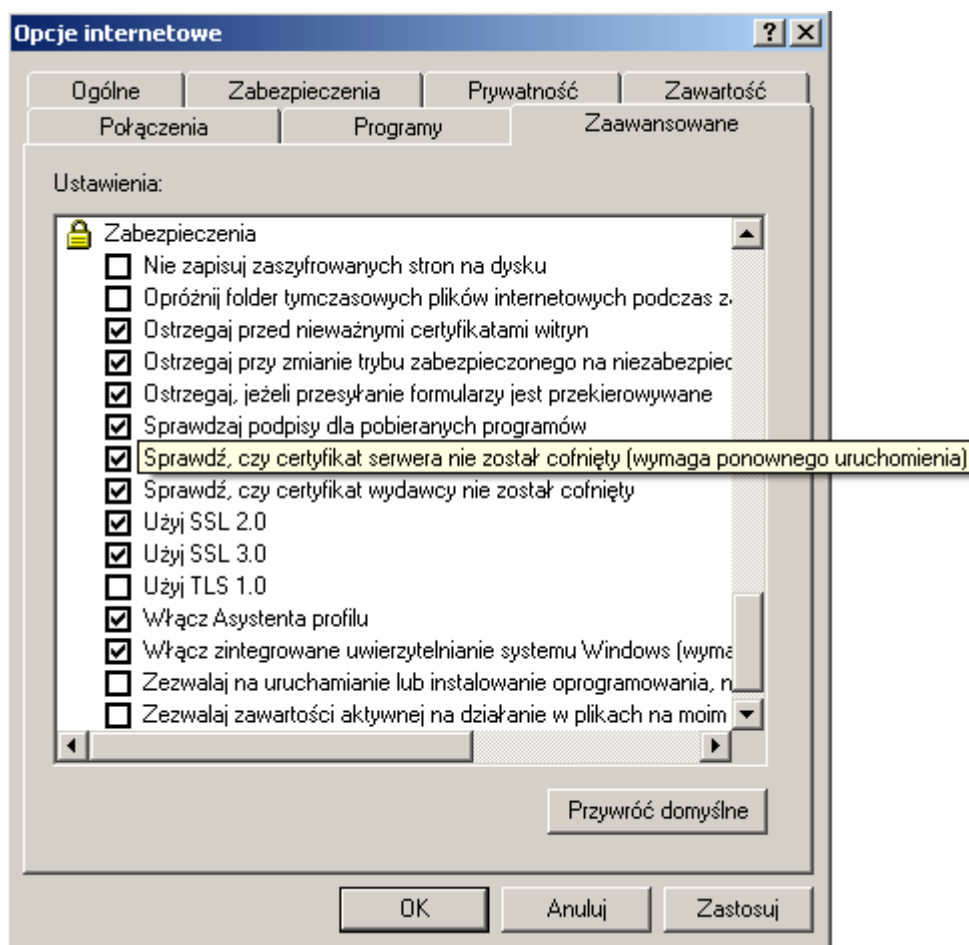 Opcje internetowe
Ogólne Zabezpieczenia Prywatność Zawartość
Połączenia Programy Zaawansowane
Ustawienia:
Zabezpieczenia
Nie zapisuj zaszyfrowanych stron na dysku
Opróżnij folder tymczasowych plików internetowych podczas z
Ostrzegaj przed nieważnymi certyfikatami witryn
Ostrzegaj przy zmianie trybu zabezpieczonego na niezabezpiec
Ostrzegaj, jeżeli przesyłanie formularzy jest przekierowywane
Sprawdzaj podpisy dla pobieranych programów
Sprawdź, czy certyfikat serwera nie został cofnięty (wymaga ponownego uruchomienia)
Sprawdź, czy certyfikat wydawcy nie został cofnięty
Użyj SSL 2.0
Użyj SSL 3.0
Użyj TLS 1.0
Włącz Asystenta profilu
Włącz zintegrowane uwierzytelnianie systemu Windows (wyma
Zezwalaj na uruchamianie lub instalowanie oprogramowania, n
Zezwalaj zawartości aktywnej na działanie w plikach na moim
Przywróć domyślne
OK Anuluj Zastosuj